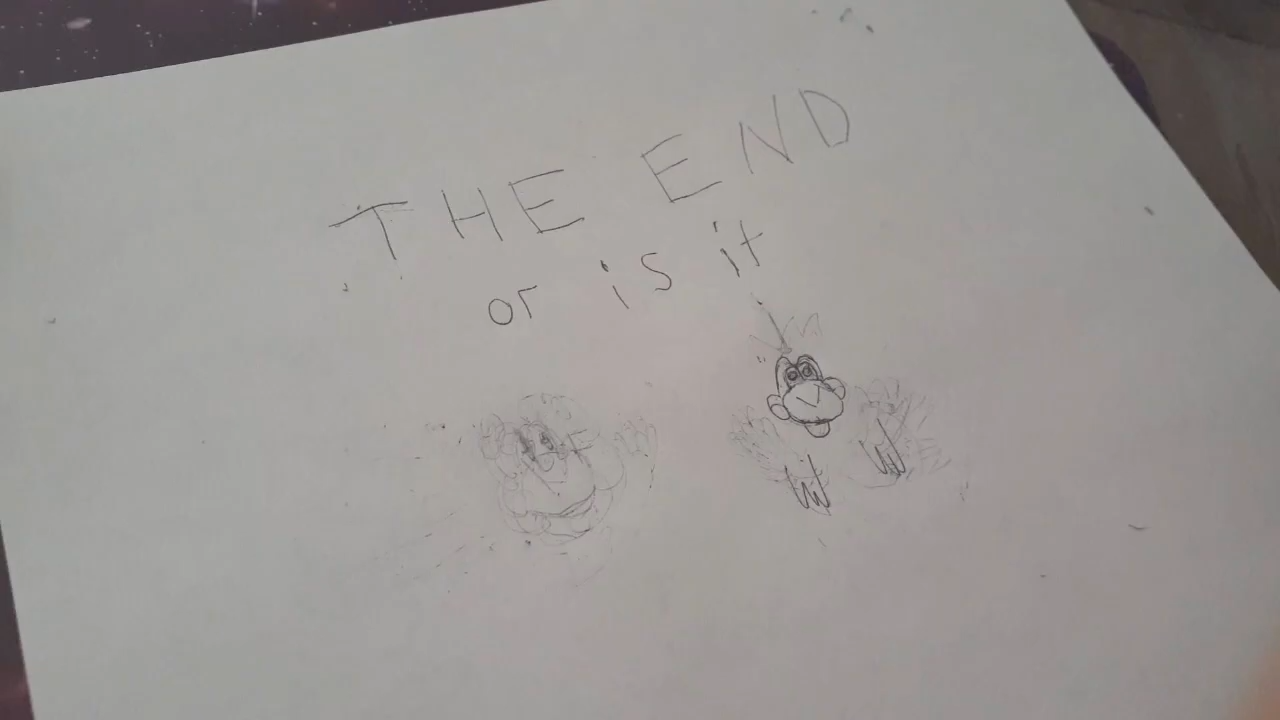 THE END
or is it